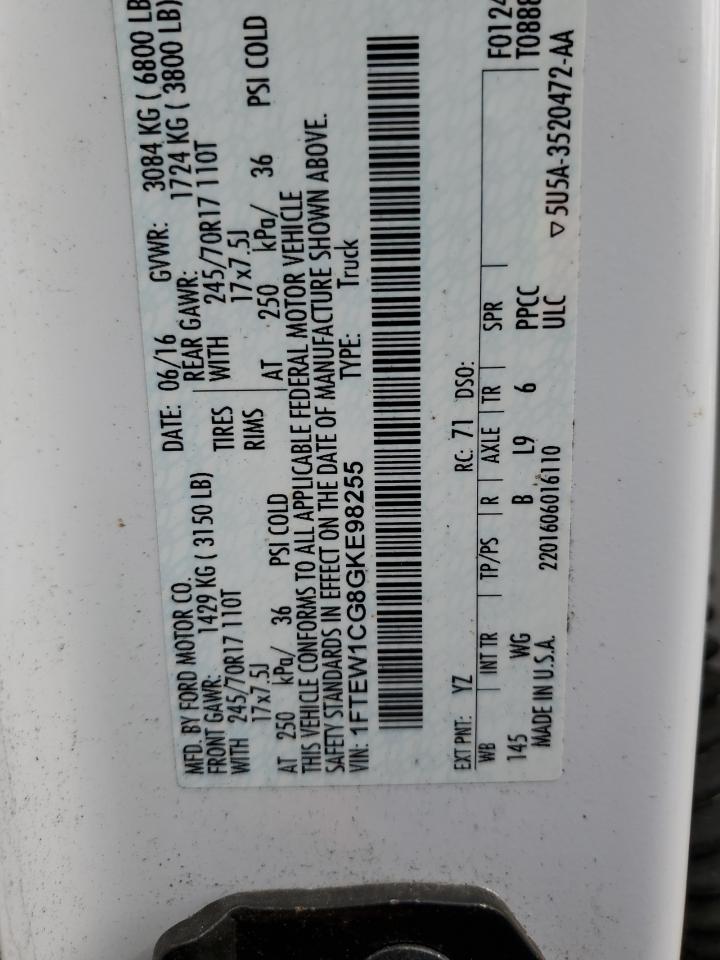 MFD. BY FORD MOTOR CO.
DATE: 06/16 GVWR: 3084 KG ( 6800 LB
FRONT GAWR: 1429 KG ( 3150 LB)
REAR GAWR: 1724 KG ( 3800 LB)
WITH 245/70R17 110T
TIRES WITH 245/70R17 110T
17x7.5J
RIMS 17x7.5J
AT 250 kPa/ 36 PSI COLD
AT 250 kPa/ 36 PSI COLD
THIS VEHICLE CONFORMS TO ALL APPLICABLE FEDERAL MOTOR VEHICLE
SAFETY STANDARDS IN EFFECT ON THE DATE OF MANUFACTURE SHOWN ABOVE.
VIN: 1FTEW1CG8GKE98255 TYPE: Truck
F0124
T0888
EXT PNT: YZ RC: 71 DSO:
WB INT TR TP/PS R AXLE TR SPR
145 WG B L9 6 PPCC
ULC
MADE IN U.S.A. 2201606016110
▽5U5A-3520472-AA